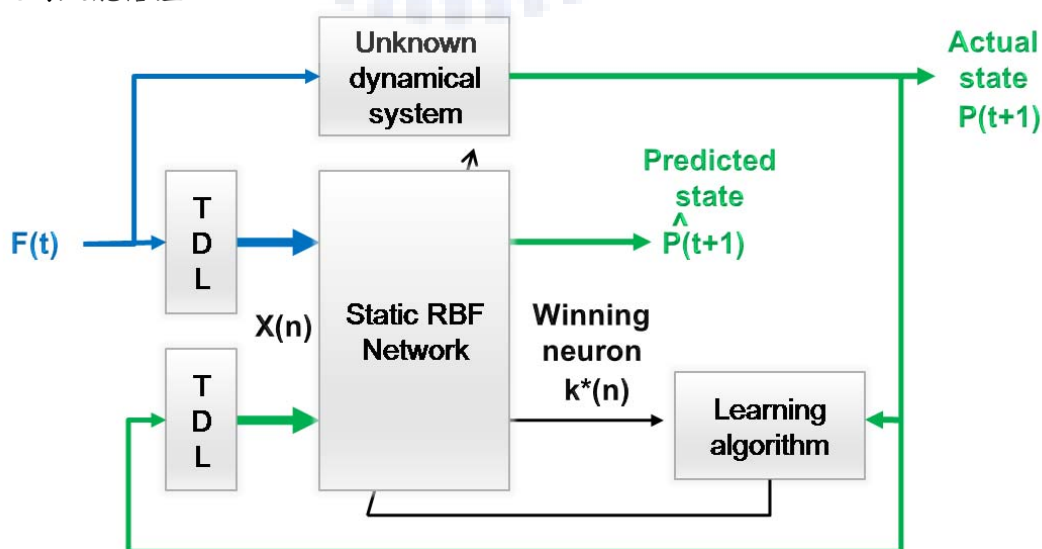 Unknown
dynamical
system
Actual
state
P(t+1)
Predicted
state
^
P(t+1)
F(t)
T
D
L
X(n)
Static RBF
Network
Winning
neuron
k*(n)
T
D
L
Learning
algorithm